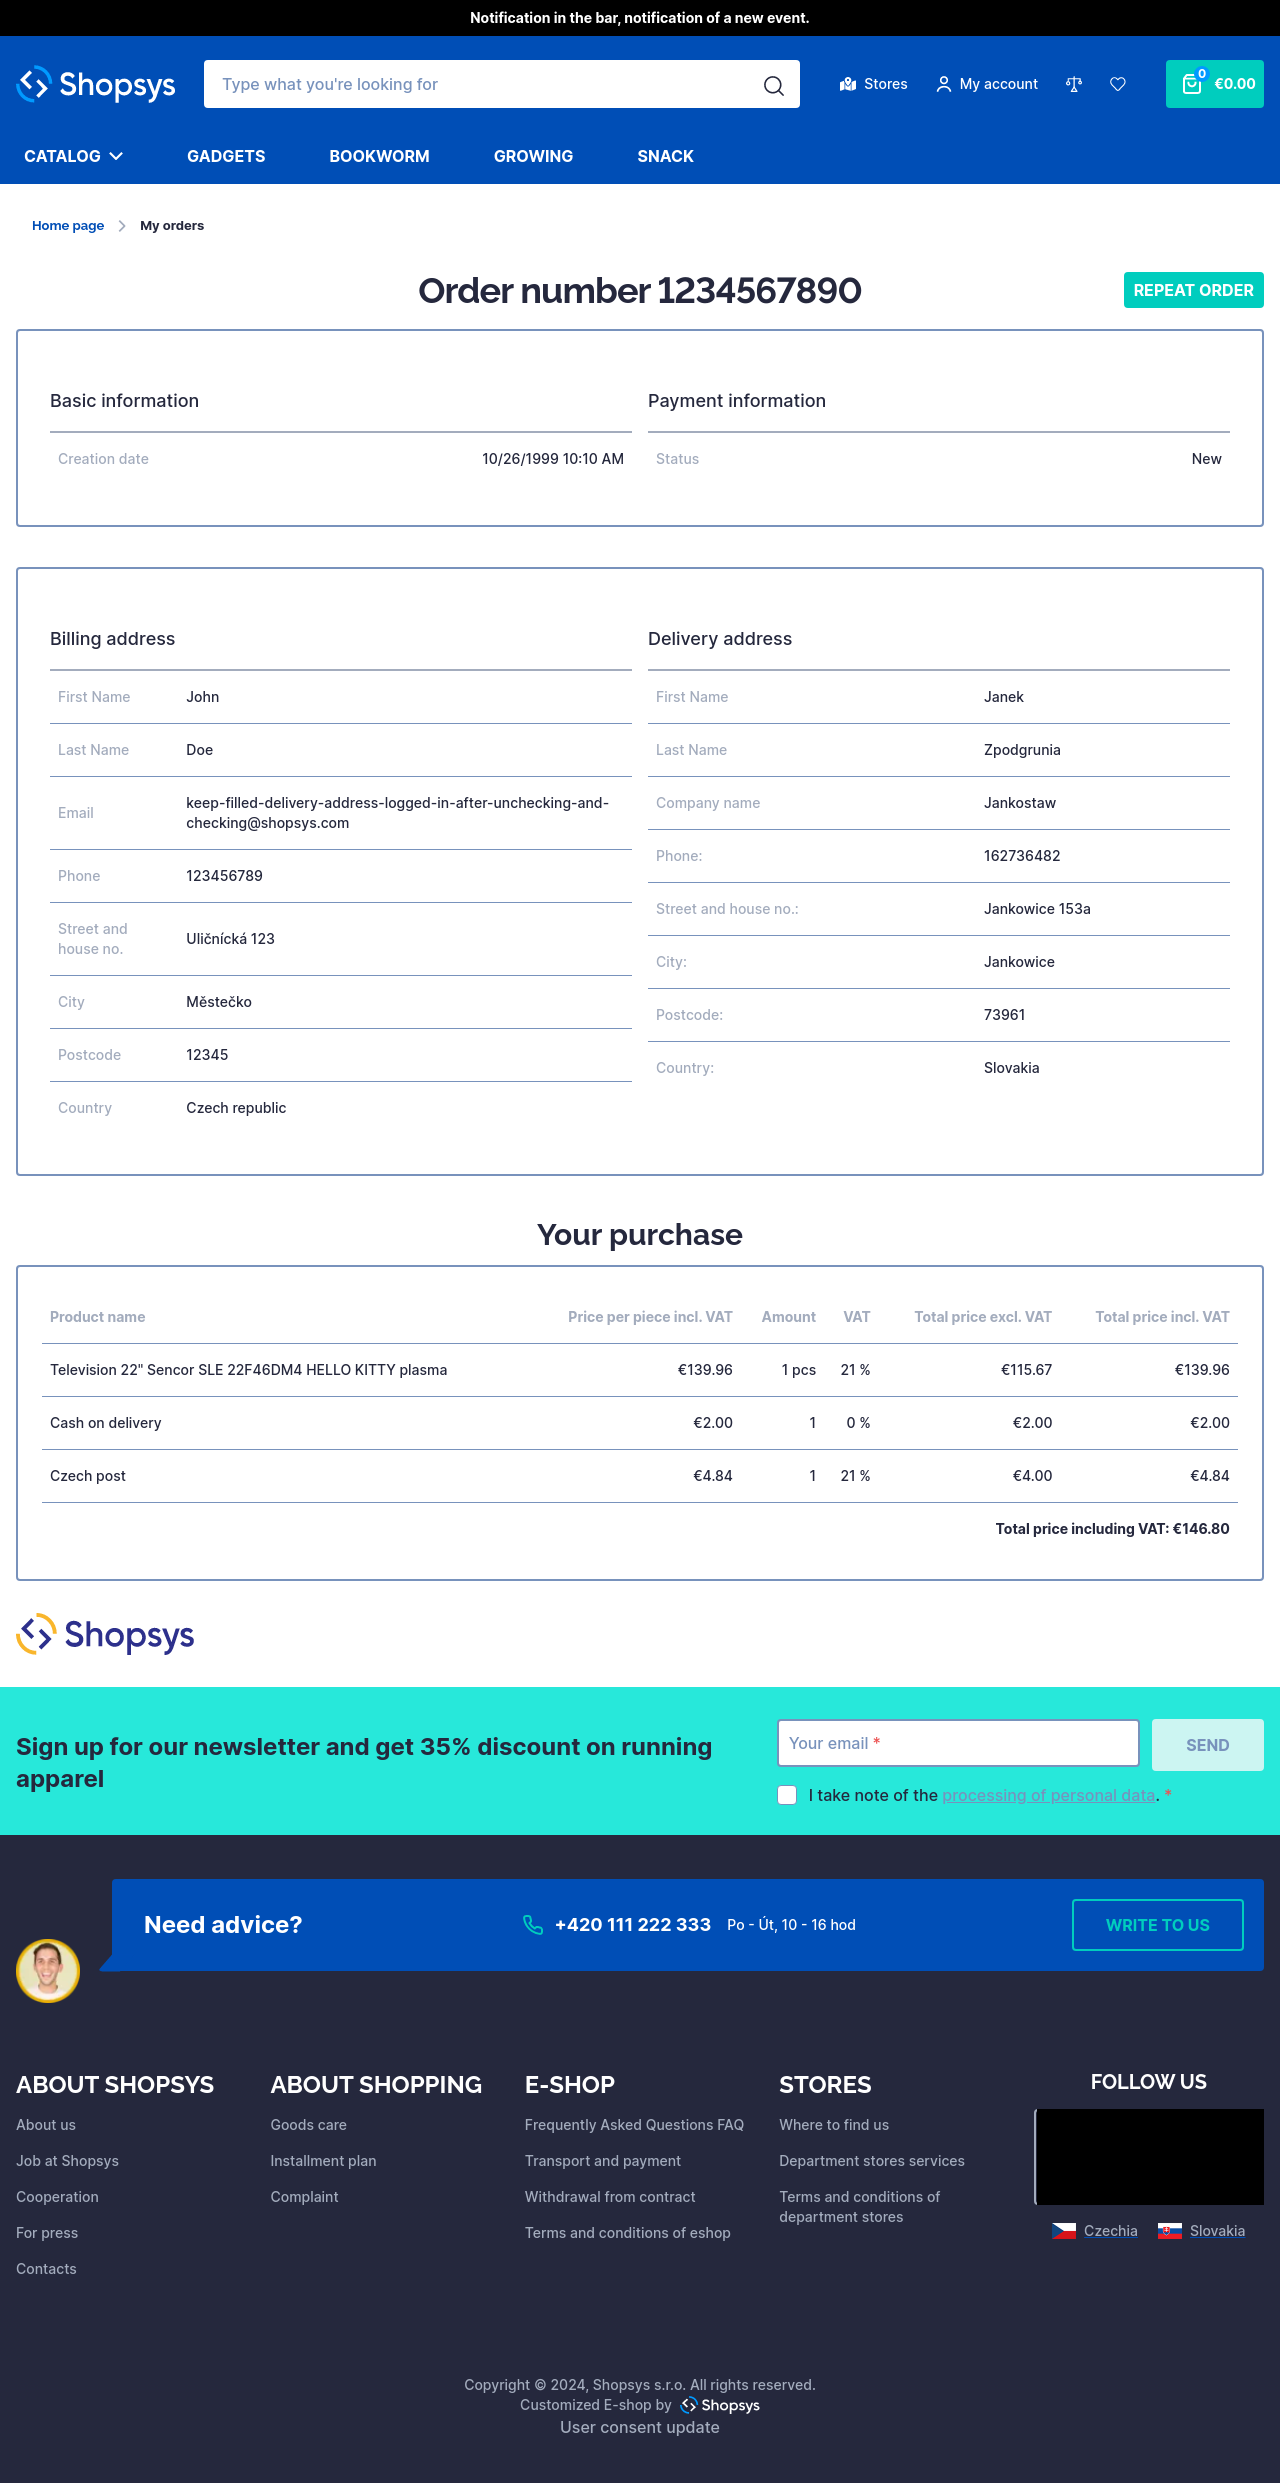 Notification in the bar, notification of a new event.
Shopsys
Type what you're looking for
Stores
My account
0
€0.00
CATALOG
GADGETS
BOOKWORM
GROWING
SNACK
Home page
My orders
Order number 1234567890
REPEAT ORDER
Basic information
Creation date 10/26/1999 10:10 AM
Payment information
Status New
Billing address
First Name John
Last Name Doe
Email keep-filled-delivery-address-logged-in-after-unchecking-and-
checking@shopsys.com
Phone 123456789
Street and
house no. Uličnícká 123
City Městečko
Postcode 12345
Country Czech republic
Delivery address
First Name Janek
Last Name Zpodgrunia
Company name Jankostaw
Phone: 162736482
Street and house no.: Jankowice 153a
City: Jankowice
Postcode: 73961
Country: Slovakia
Your purchase
Product name Price per piece incl. VAT Amount VAT Total price excl. VAT Total price incl. VAT
Television 22" Sencor SLE 22F46DM4 HELLO KITTY plasma €139.96 1 pcs 21 % €115.67 €139.96
Cash on delivery €2.00 1 0 % €2.00 €2.00
Czech post €4.84 1 21 % €4.00 €4.84
Total price including VAT: €146.80
Shopsys
Sign up for our newsletter and get 35% discount on running
apparel
Your email *
SEND
I take note of the processing of personal data. *
Need advice?
+420 111 222 333
Po - Út, 10 - 16 hod
WRITE TO US
ABOUT SHOPSYS
About us
Job at Shopsys
Cooperation
For press
Contacts
ABOUT SHOPPING
Goods care
Installment plan
Complaint
E-SHOP
Frequently Asked Questions FAQ
Transport and payment
Withdrawal from contract
Terms and conditions of eshop
STORES
Where to find us
Department stores services
Terms and conditions of
department stores
FOLLOW US
Czechia
Slovakia
Copyright © 2024, Shopsys s.r.o. All rights reserved.
Customized E-shop by Shopsys
User consent update